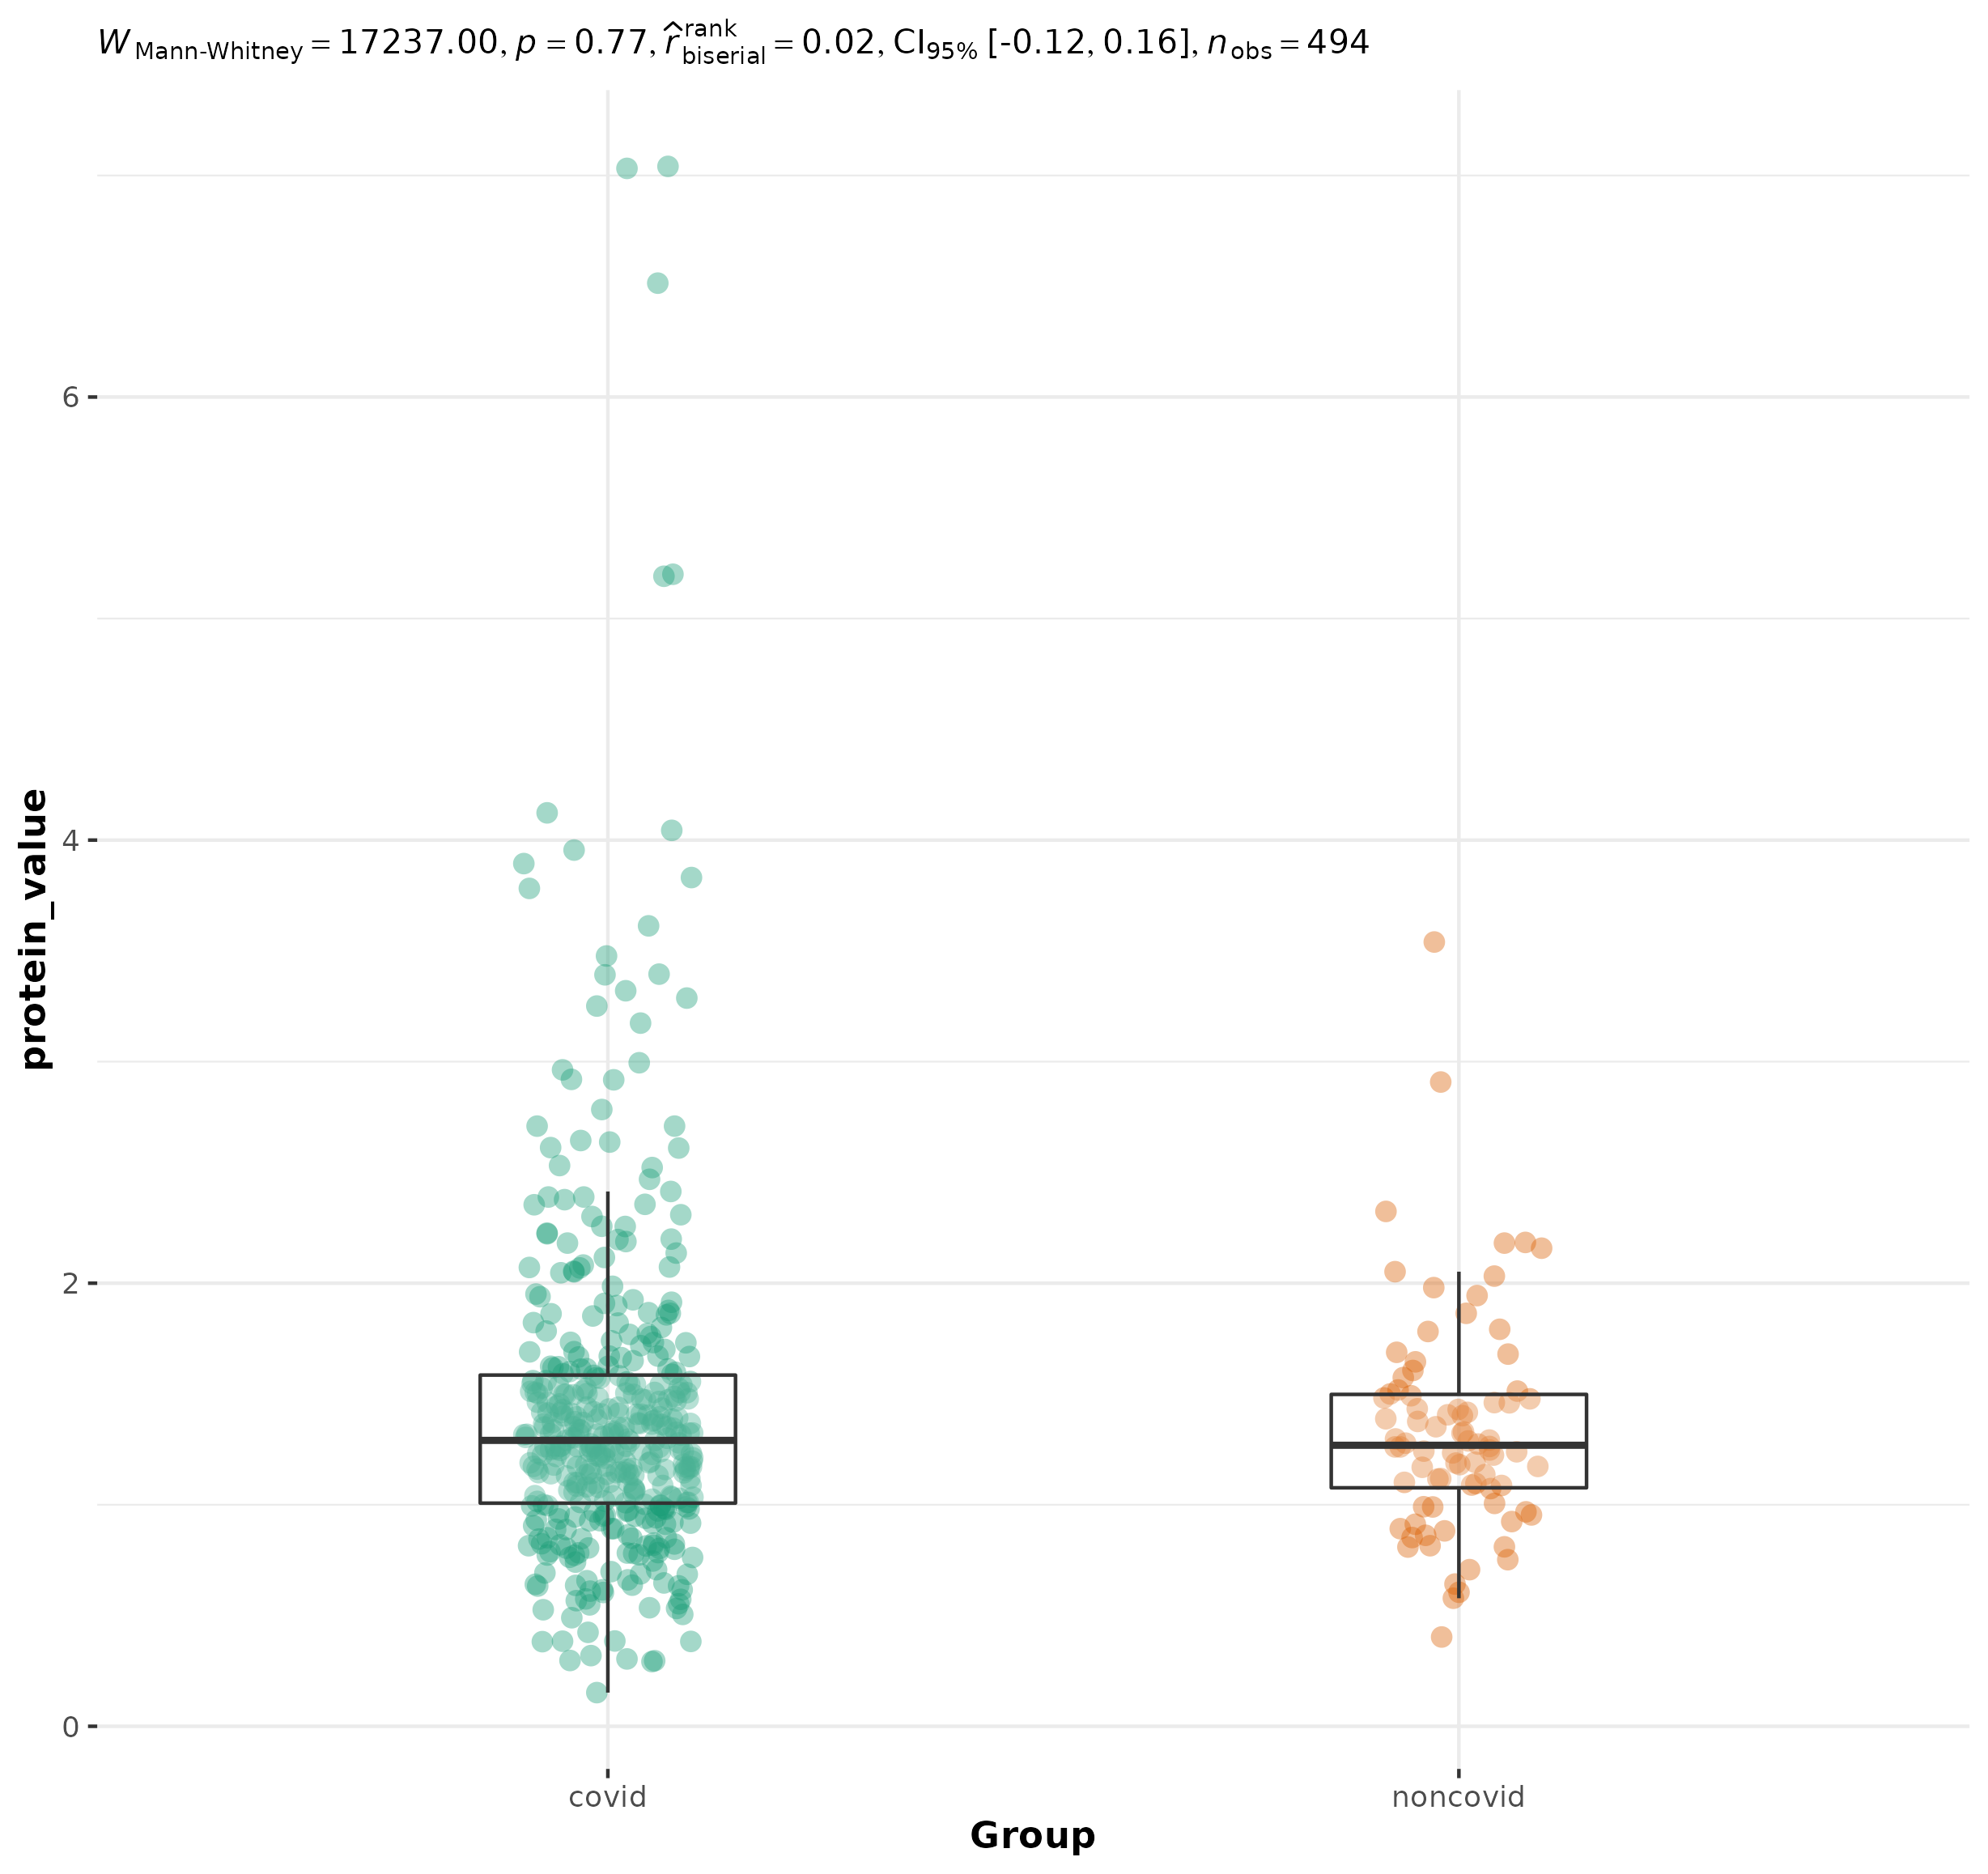 W Mann-Whitney = 17237.00, p = 0.77, r̂ rank biserial = 0.02, CI95% [-0.12, 0.16], n obs = 494
6
4
2
0
protein_value
covid noncovid
Group